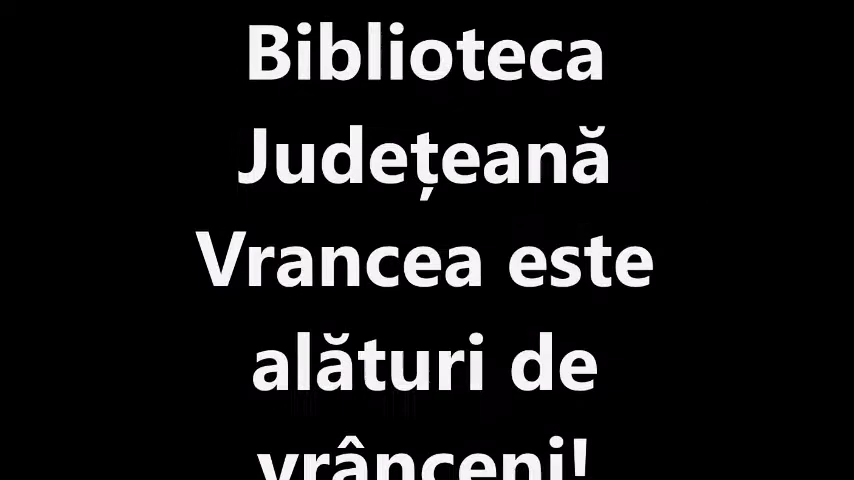 Biblioteca
Județeană
Vrancea este
alături de
vrânceni!